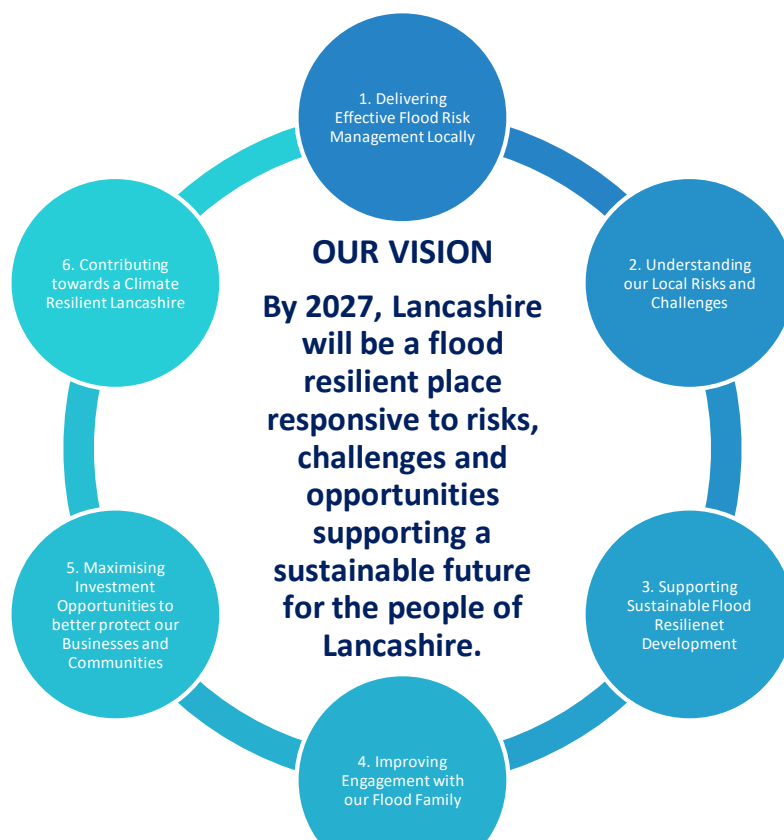 1. Delivering
Effective Flood Risk
Management Locally
2. Understanding
our Local Risks and
Challenges
3. Supporting
Sustainable Flood
Resilienet
Development
4. Improving
Engagement with
our Flood Family
5. Maximising
Investment
Opportunities to
better protect our
Businesses and
Communities
6. Contributing
towards a Climate
Resilient Lancashire
OUR VISION
By 2027, Lancashire
will be a flood
resilient place
responsive to risks,
challenges and
opportunities
supporting a
sustainable future
for the people of
Lancashire.